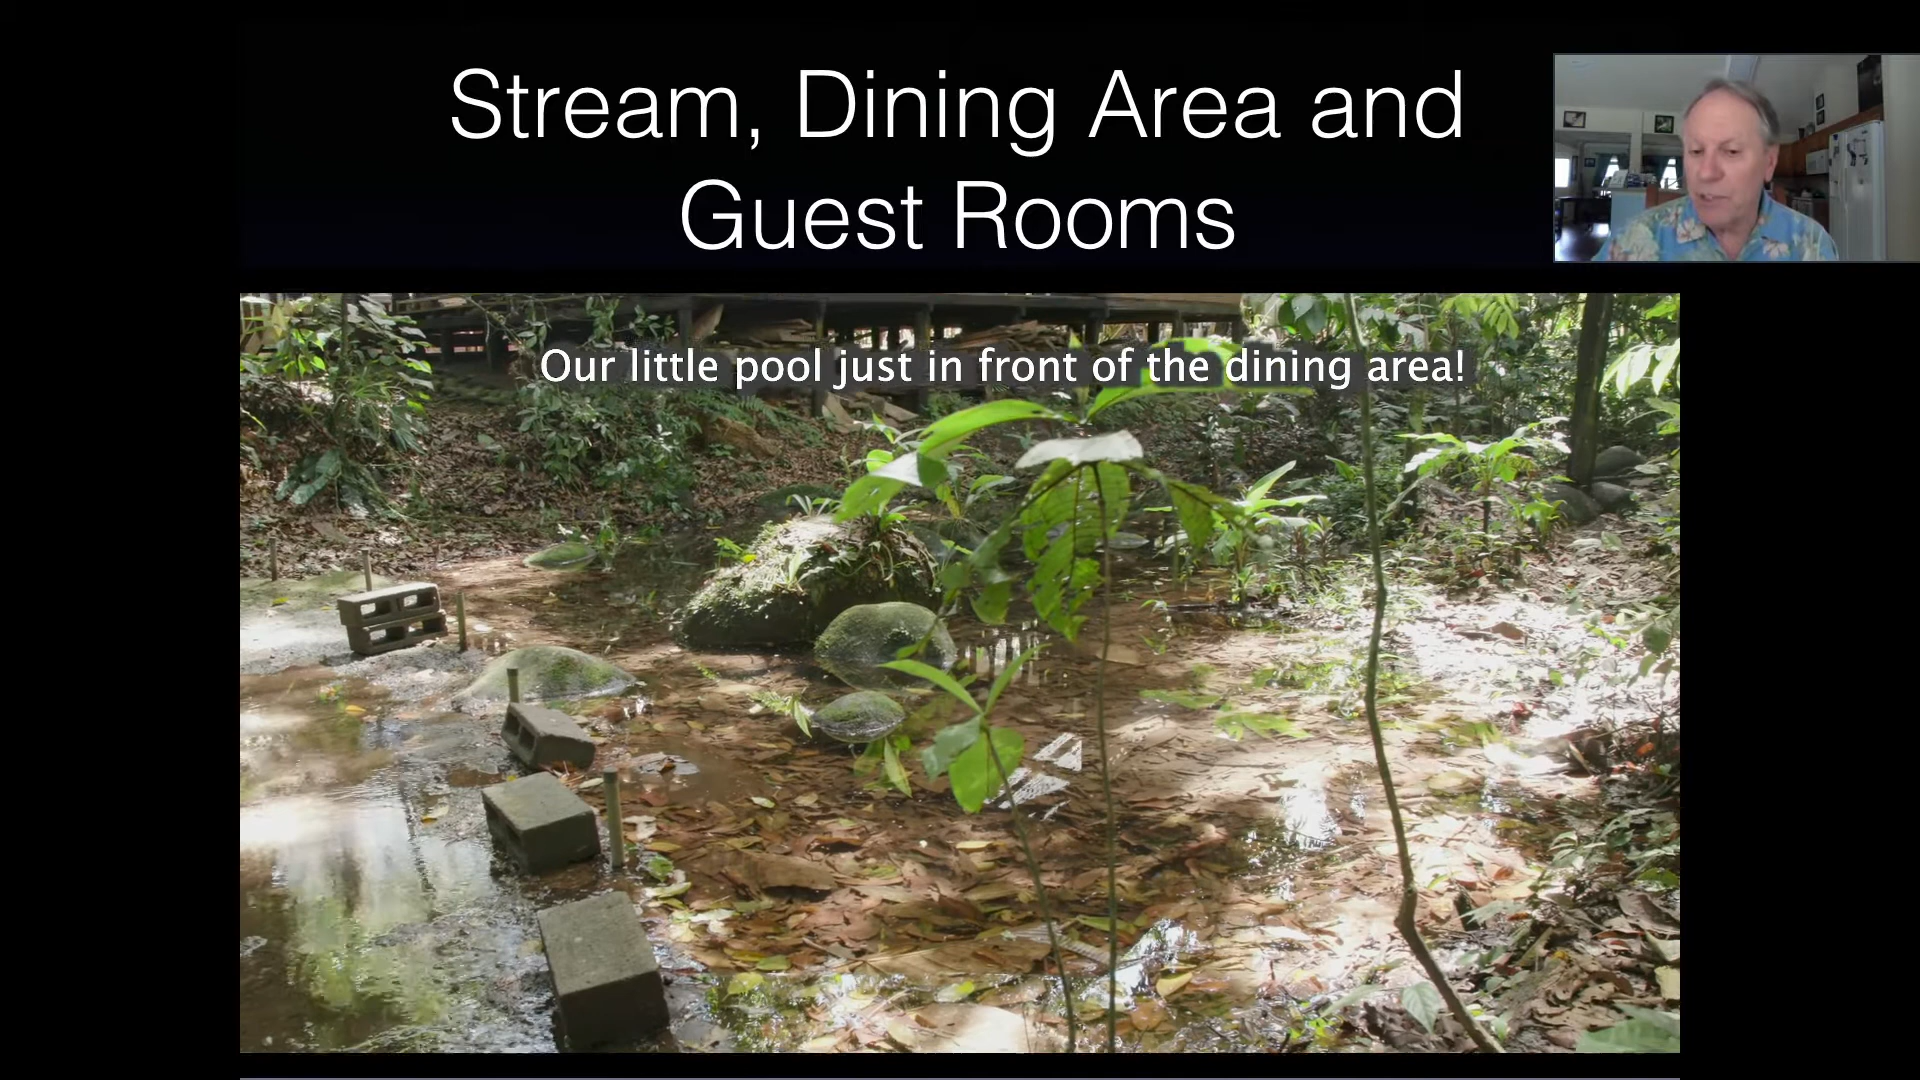 Stream, Dining Area and
Guest Rooms
Our little pool just in front of the dining area!